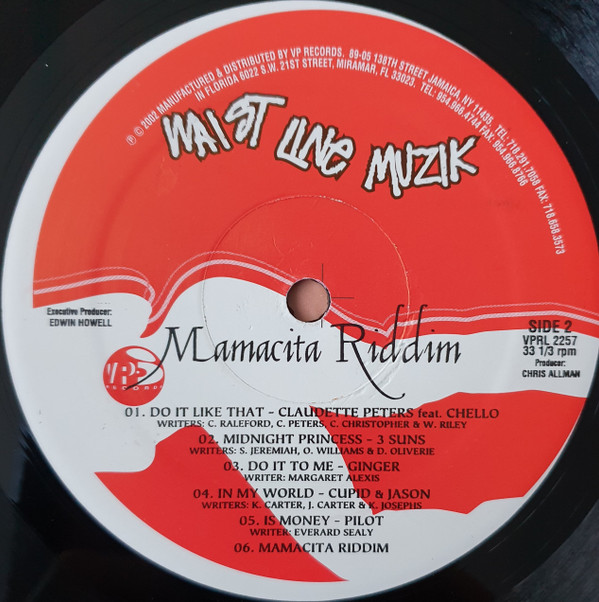 ℗ © 2002 MANUFACTURED & DISTRIBUTED BY VP RECORDS. 89-05 138TH STREET JAMAICA, NY 11435, TEL: 718.291.7058 FAX: 718.658.3573
IN FLORIDA 6022 S.W. 21ST STREET, MIRAMAR, FL 33023. TEL: 954.966.4744 FAX: 954.966.8766
WAIST LINE MUZIK
Executive Producer:
EDWIN HOWELL
SIDE 2
VPRL 2257
33 1/3 rpm
Producer:
CHRIS ALLMAN
Mamacita Riddim
VP
RECORDS
01. DO IT LIKE THAT - CLAUDETTE PETERS feat. CHELLO
WRITERS: C. RALEFORD, C. PETERS, C. CHRISTOPHER & W. RILEY
02. MIDNIGHT PRINCESS - 3 SUNS
WRITERS: S. JEREMIAH, O. WILLIAMS & D. OLIVERIE
03. DO IT TO ME - GINGER
WRITER: MARGARET ALEXIS
04. IN MY WORLD - CUPID & JASON
WRITERS: K. CARTER, J. CARTER & K. JOSEPHS
05. IS MONEY - PILOT
WRITER: EVERARD SEALY
06. MAMACITA RIDDIM